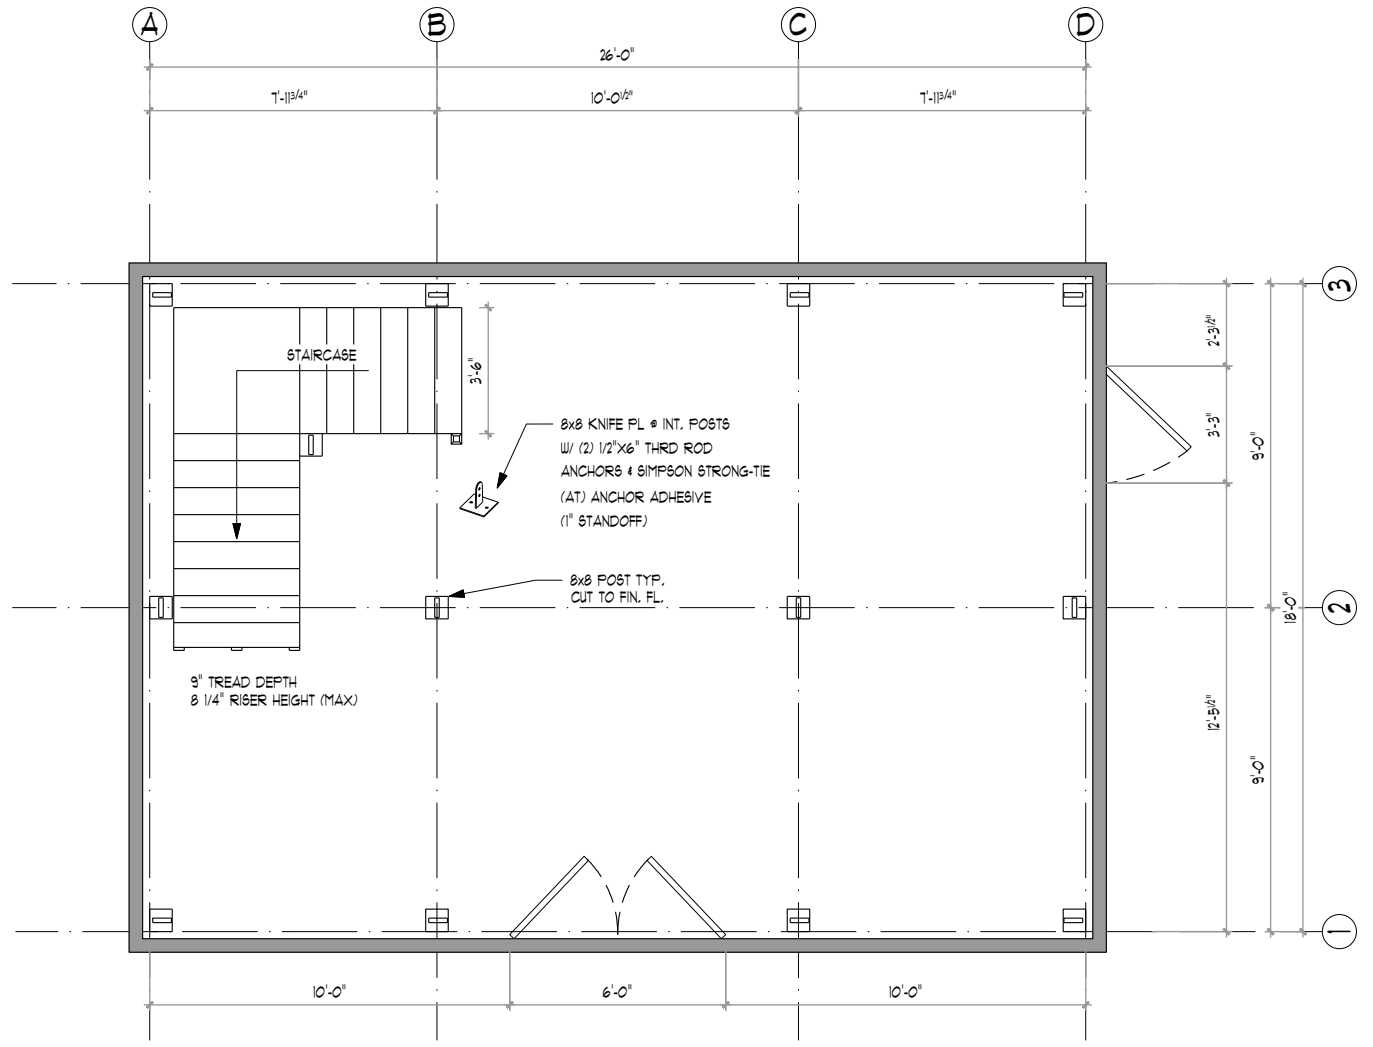 A B C D
26'-0"
7'-11 3/4" 10'-0 1/2" 7'-11 3/4"
3
2'-3 1/2"
STAIRCASE
3'-6"
3'-3"
9'-0"
8x8 KNIFE PL @ INT. POSTS
W/ (2) 1/2"X6" THRD ROD
ANCHORS & SIMPSON STRONG-TIE
(AT) ANCHOR ADHESIVE
(1" STANDOFF)
8x8 POST TYP.
CUT TO FIN. FL.
18'-0"
2
9" TREAD DEPTH
8 1/4" RISER HEIGHT (MAX)
12'-5 1/2"
9'-0"
1
10'-0" 6'-0" 10'-0"